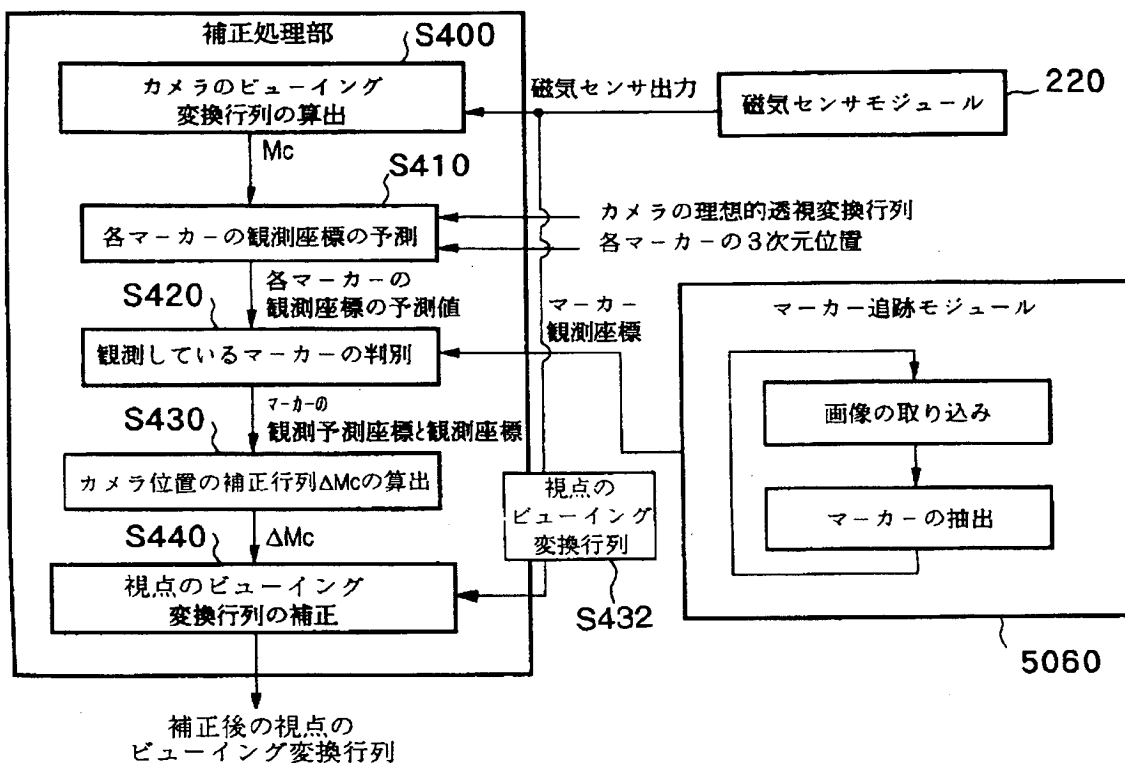 補正処理部
S400
カメラのビューイング
変換行列の算出
磁気センサ出力
磁気センサモジュール
220
Mc
S410
各マーカーの観測座標の予測
カメラの理想的透視変換行列
各マーカーの3次元位置
各マーカーの
観測座標の予測値
S420
観測しているマーカーの判別
マーカー
観測座標
マーカー追跡モジュール
画像の取り込み
マーカーの抽出
5060
マーカーの
観測予測座標と観測座標
S430
カメラ位置の補正行列ΔMcの算出
視点の
ビューイング
変換行列
S432
ΔMc
S440
視点のビューイング
変換行列の補正
補正後の視点の
ビューイング変換行列